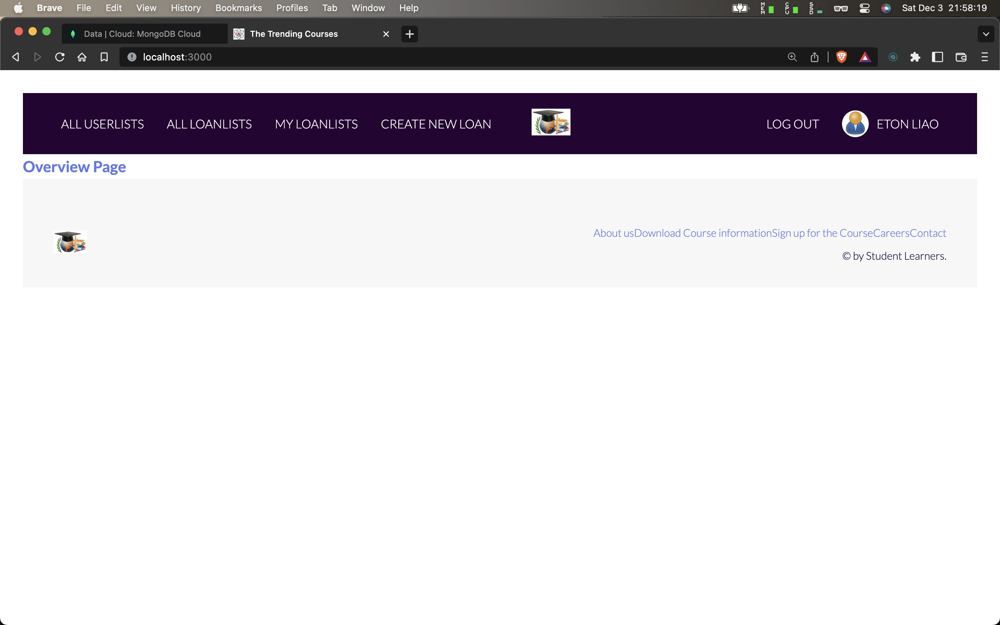 Brave File Edit View History Bookmarks Profiles Tab Window Help MEM CPU SSD Sat Dec 3 21:58:19
Data | Cloud: MongoDB Cloud The Trending Courses
localhost:3000
ALL USERLISTS ALL LOANLISTS MY LOANLISTS CREATE NEW LOAN LOG OUT ETON LIAO
Overview Page
About usDownload Course informationSign up for the CourseCareersContact
© by Student Learners.